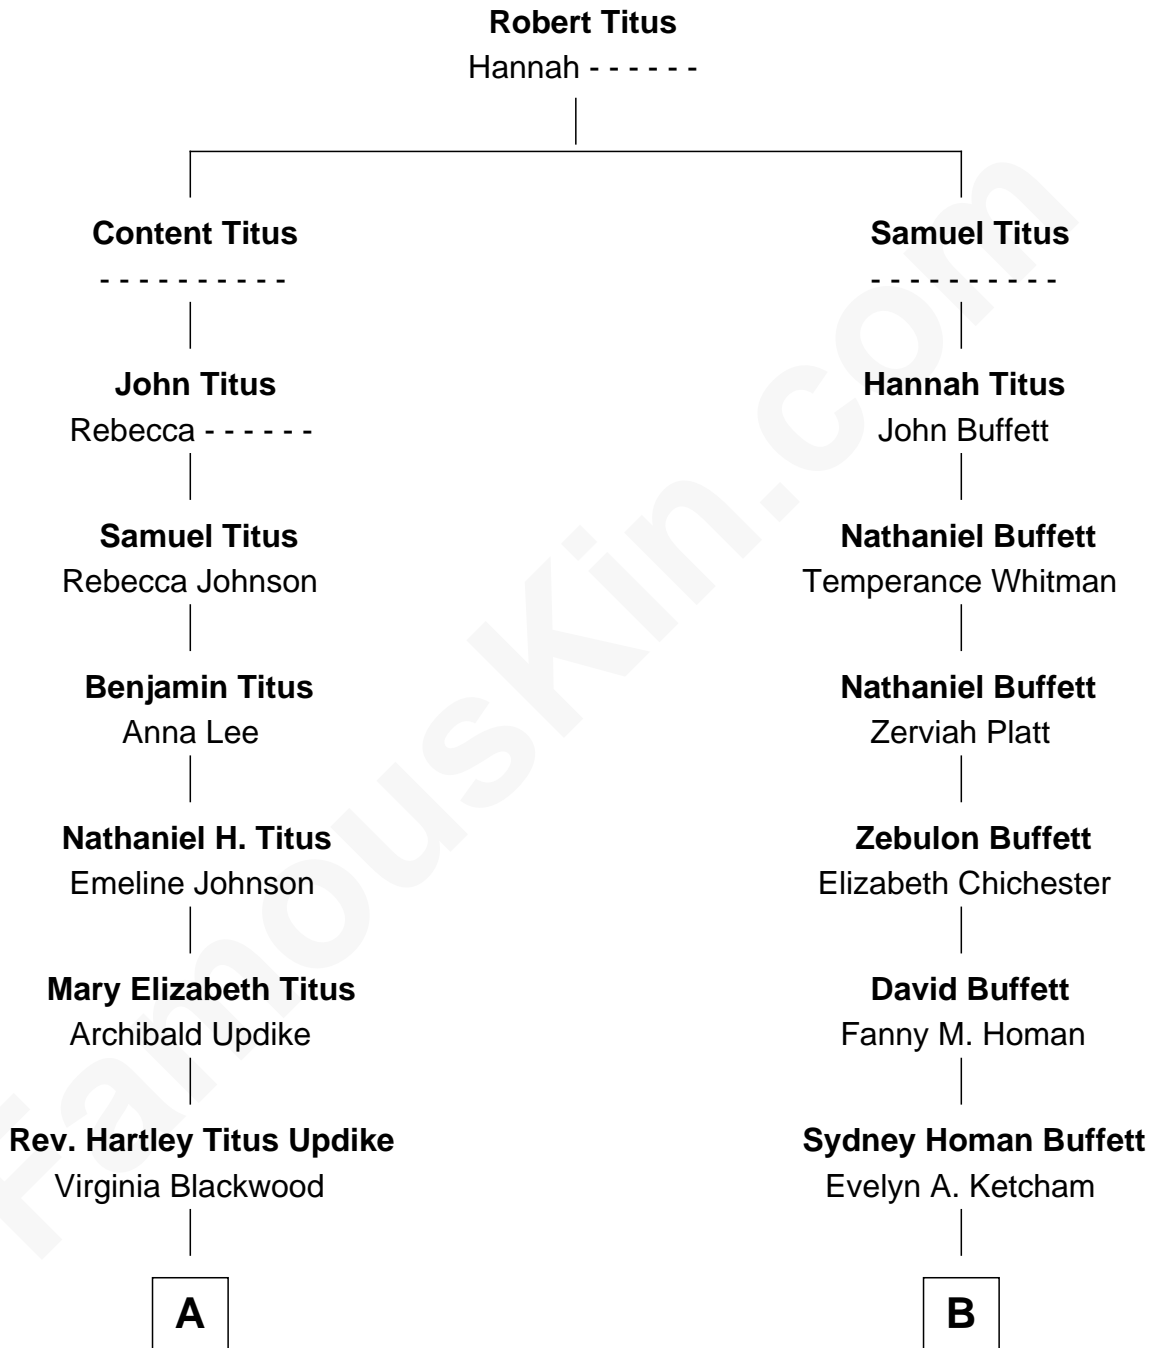 Robert Titus
Hannah - - - - - -
Content Titus
- - - - - - - - - -
Samuel Titus
- - - - - - - - - -
John Titus
Rebecca - - - - - -
Hannah Titus
John Buffett
Samuel Titus
Rebecca Johnson
Nathaniel Buffett
Temperance Whitman
Benjamin Titus
Anna Lee
Nathaniel Buffett
Zerviah Platt
Nathaniel H. Titus
Emeline Johnson
Zebulon Buffett
Elizabeth Chichester
Mary Elizabeth Titus
Archibald Updike
David Buffett
Fanny M. Homan
Rev. Hartley Titus Updike
Virginia Blackwood
Sydney Homan Buffett
Evelyn A. Ketcham
A
B
FamousKin.com